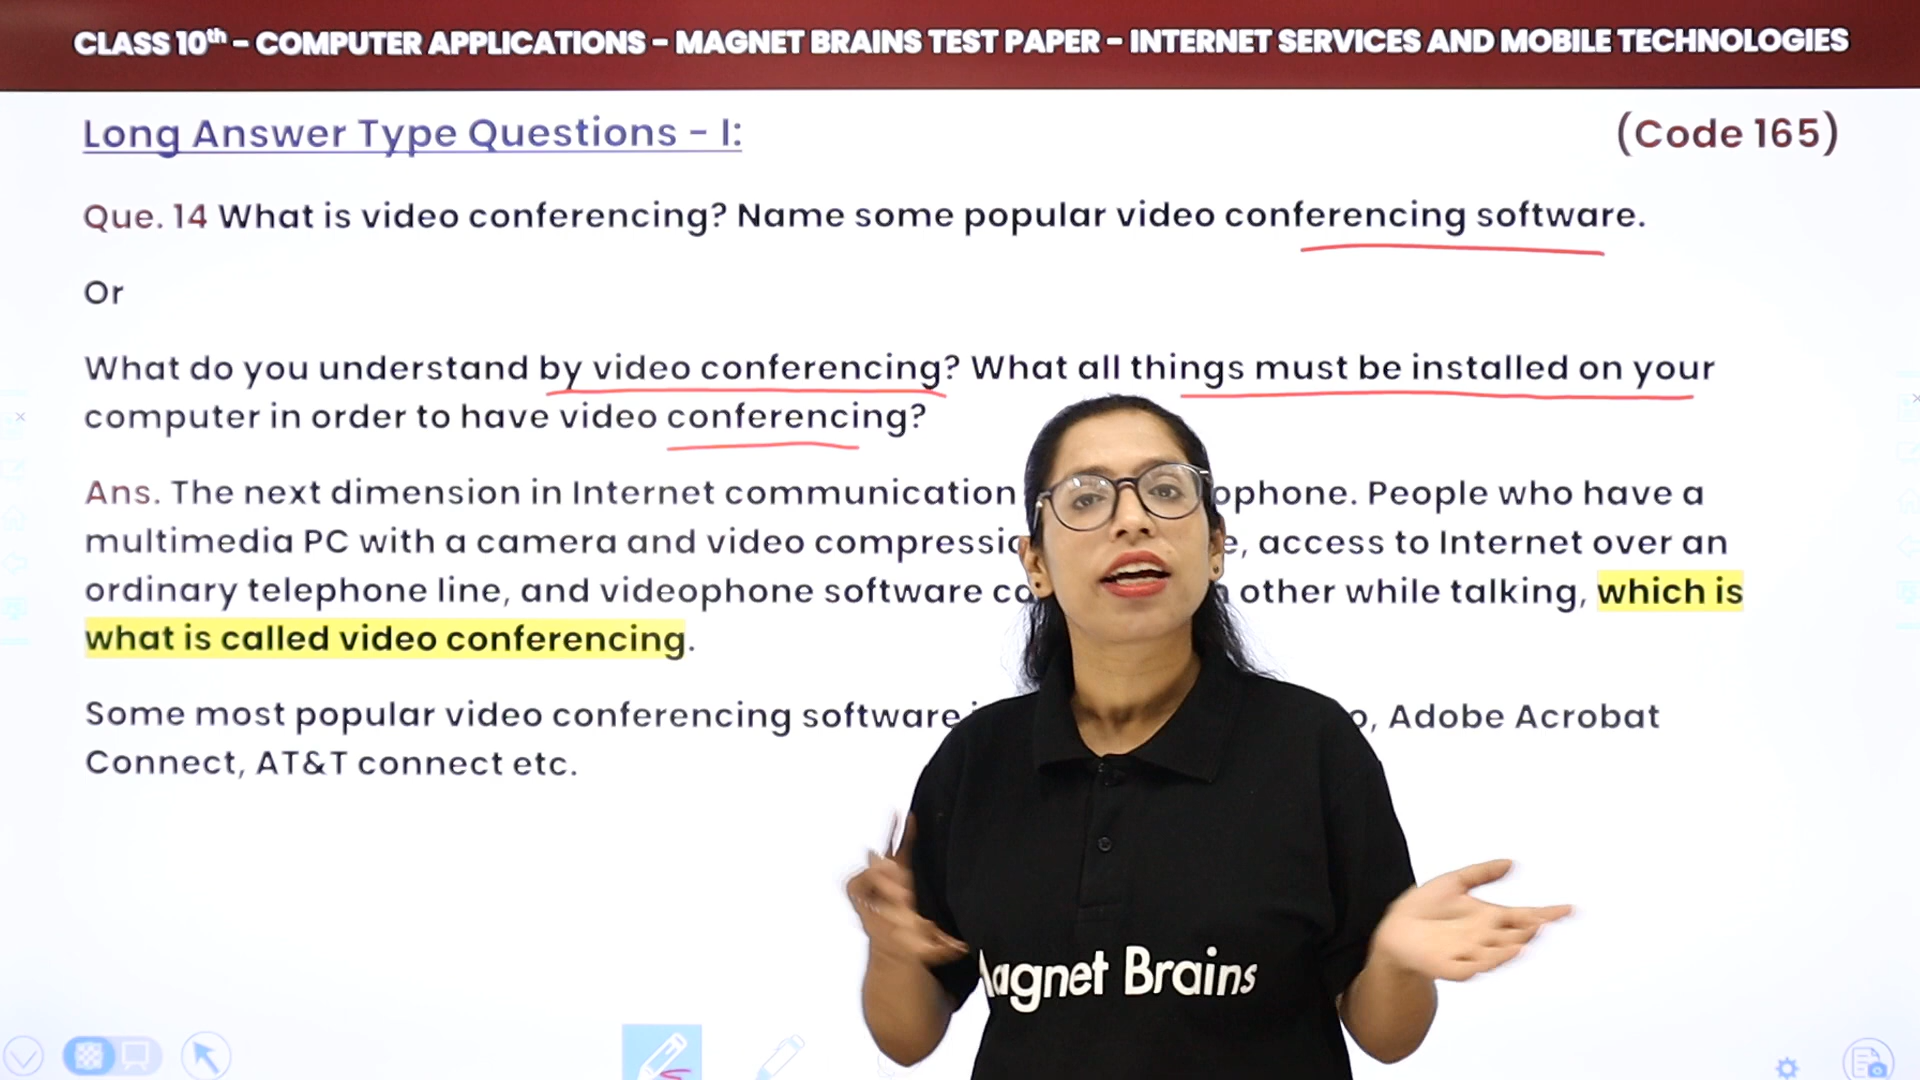 CLASS 10th - COMPUTER APPLICATIONS - MAGNET BRAINS TEST PAPER - INTERNET SERVICES AND MOBILE TECHNOLOGIES
Long Answer Type Questions - I: (Code 165)
Que. 14 What is video conferencing? Name some popular video conferencing software.
Or
What do you understand by video conferencing? What all things must be installed on your
computer in order to have video conferencing?
Ans. The next dimension in Internet communication ophone. People who have a
multimedia PC with a camera and video access to Internet over an
ordinary telephone line, and videophone software other while talking, which is
what is called video conferencing.
Some most popular video conferencing software Adobe Acrobat
Connect, AT&T connect etc.
Magnet Brains